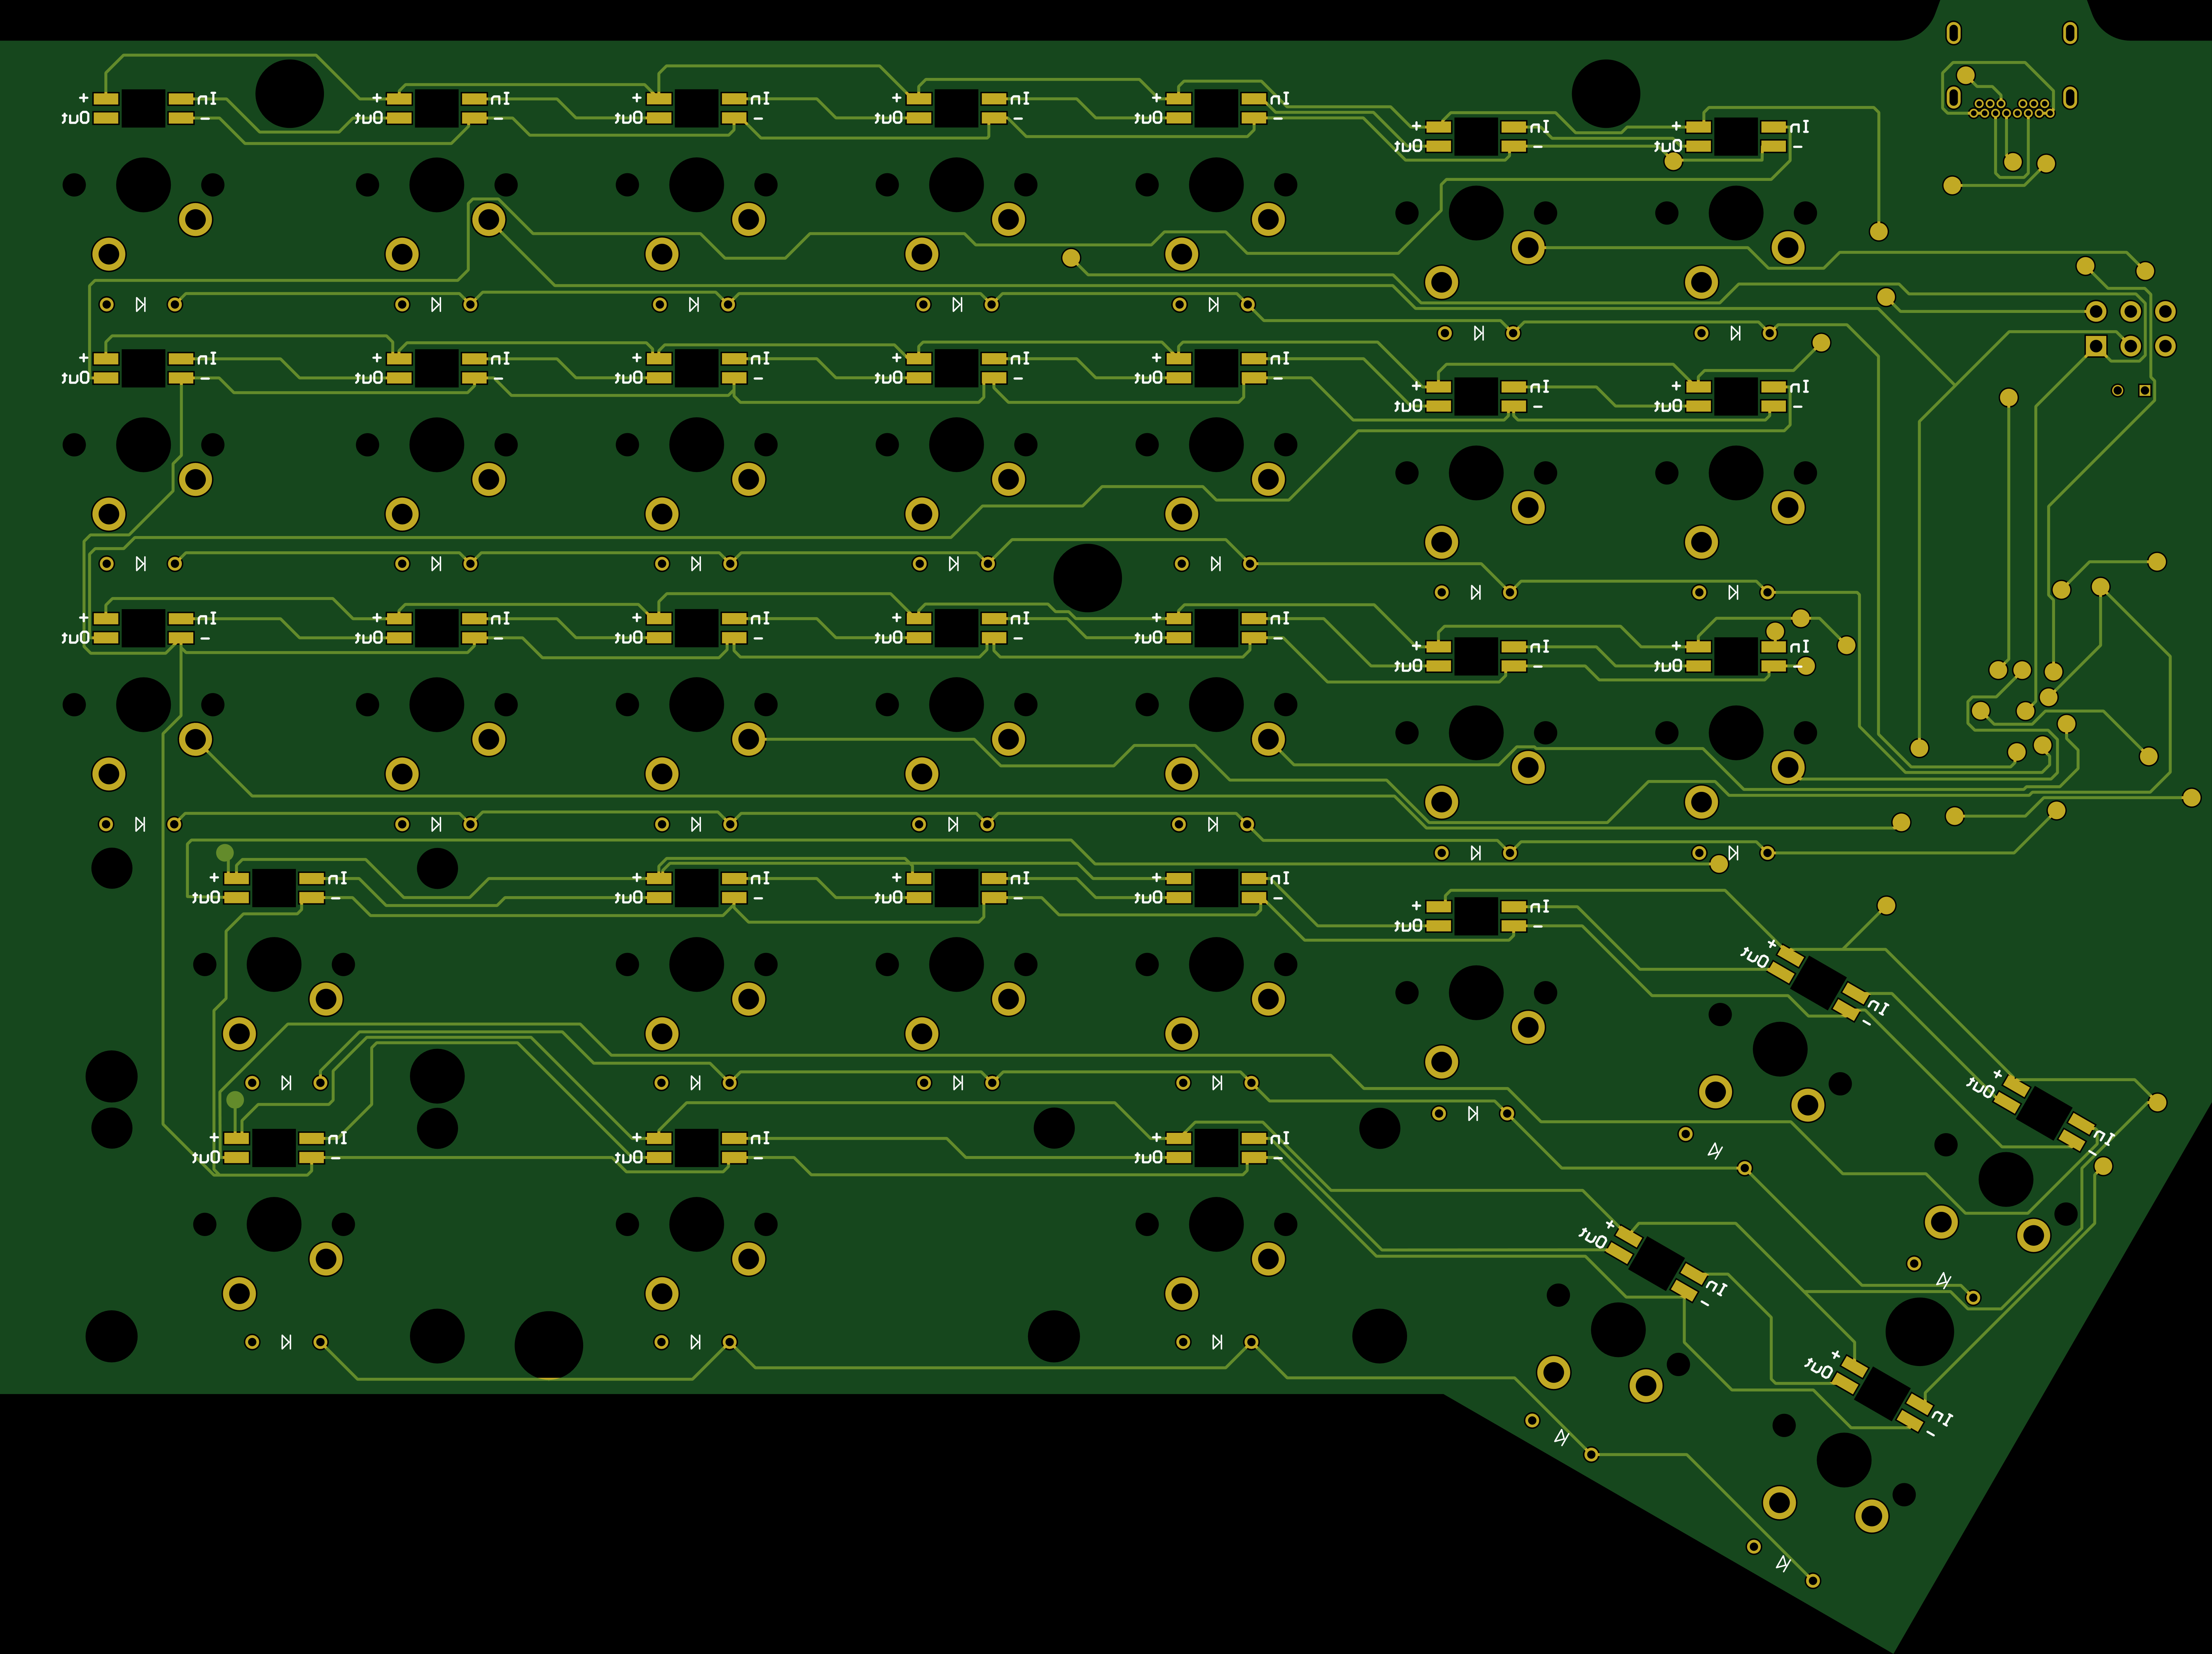 + In + In + In + In + In
Out - Out - Out - Out - Out -
+ In + In
Out - Out -
+ In + In + In + In + In
Out - Out - Out - Out - Out -
+ In + In
Out - Out -
+ In + In + In + In + In
Out - Out - Out - Out - Out -
+ In + In
Out - Out -
+ In + In + In + In
Out - Out - Out - Out -
+ In
Out -
+ In
Out -
+ In
Out -
+ In + In + In
Out - Out - Out -
+ In
Out -
+ In
Out -